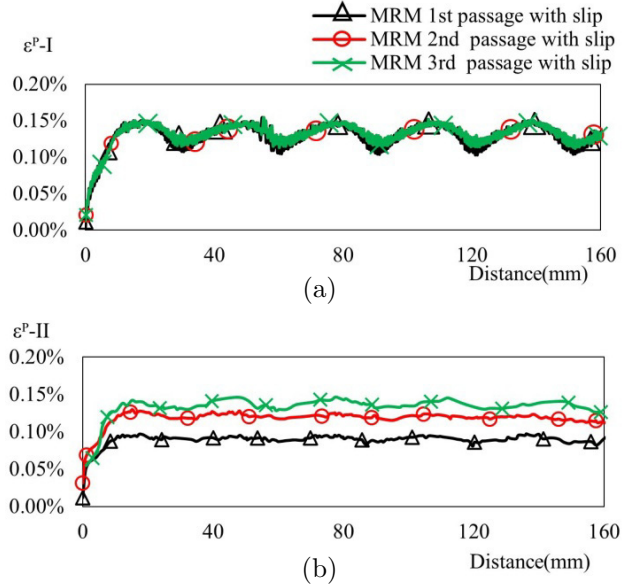 MRM 1st passage with slip
MRM 2nd passage with slip
MRM 3rd passage with slip
εᴾ-I
0.20%
0.15%
0.10%
0.05%
0.00%
0 40 80 120 160
Distance(mm)
(a)
εᴾ-II
0.20%
0.15%
0.10%
0.05%
0.00%
0 40 80 120 160
Distance(mm)
(b)